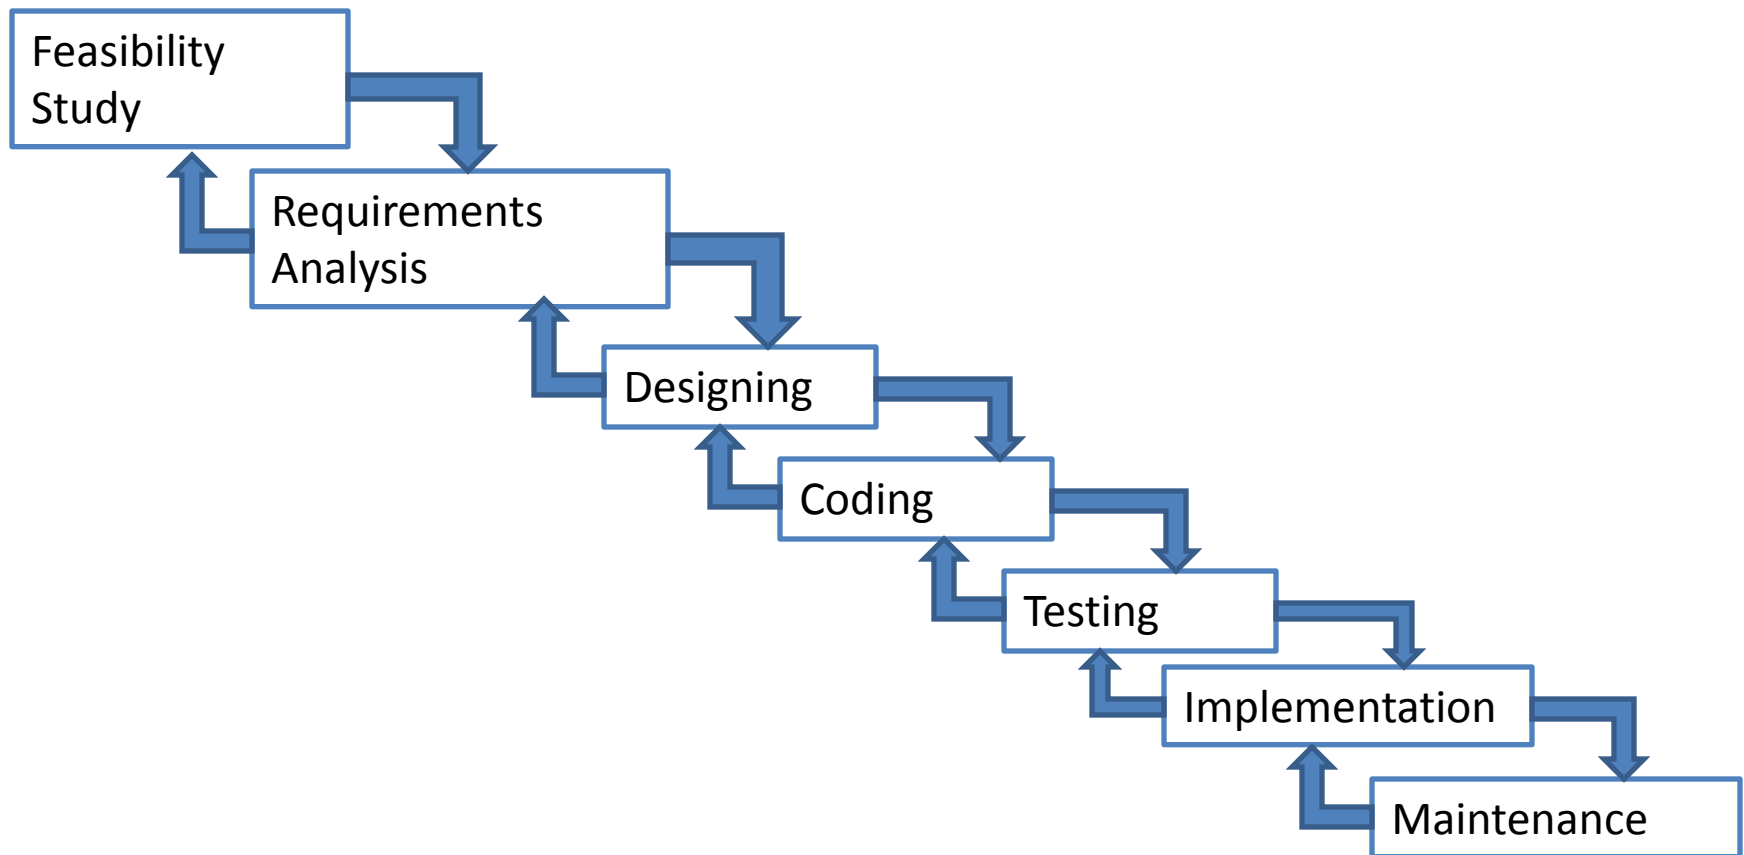 Feasibility
Study
Requirements
Analysis
Designing
Coding
Testing
Implementation
Maintenance